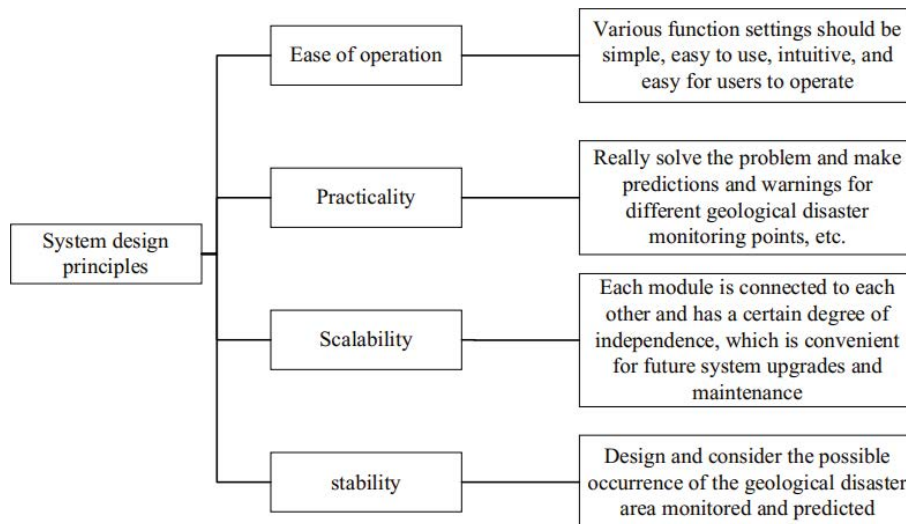 Ease of operation
Various function settings should be
simple, easy to use, intuitive, and
easy for users to operate
Practicality
Really solve the problem and make
predictions and warnings for
different geological disaster
monitoring points, etc.
System design
principles
Scalability
Each module is connected to each
other and has a certain degree of
independence, which is convenient
for future system upgrades and
maintenance
stability
Design and consider the possible
occurrence of the geological disaster
area monitored and predicted